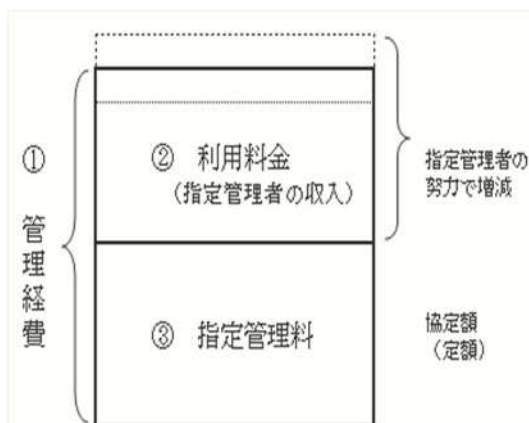 ①
管理経費
② 利用料金
（指定管理者の収入）
指定管理者の
努力で増減
③ 指定管理料
協定額
（定額）